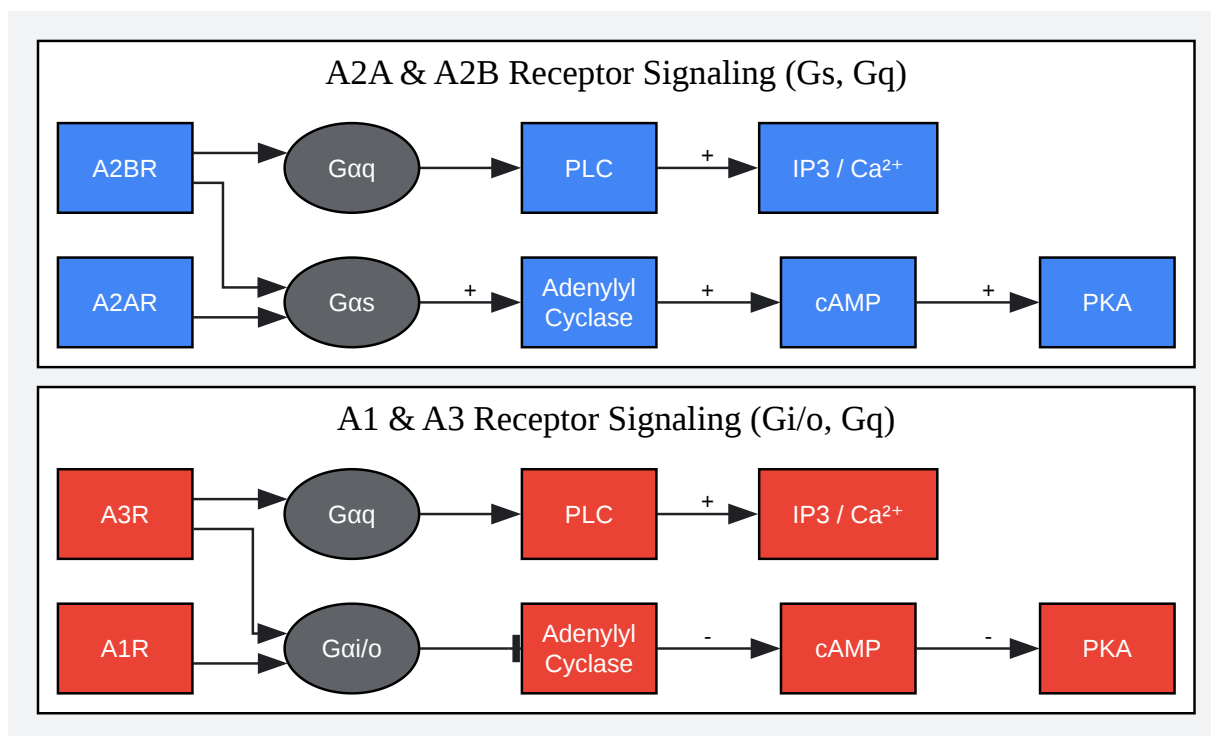 A2A & A2B Receptor Signaling (Gs, Gq)
A2BR
Gαq
PLC
+
IP3 / Ca²⁺
A2AR
Gαs
+
Adenylyl
Cyclase
+
cAMP
+
PKA
A1 & A3 Receptor Signaling (Gi/o, Gq)
A3R
Gαq
PLC
+
IP3 / Ca²⁺
A1R
Gαi/o
Adenylyl
Cyclase
-
cAMP
-
PKA